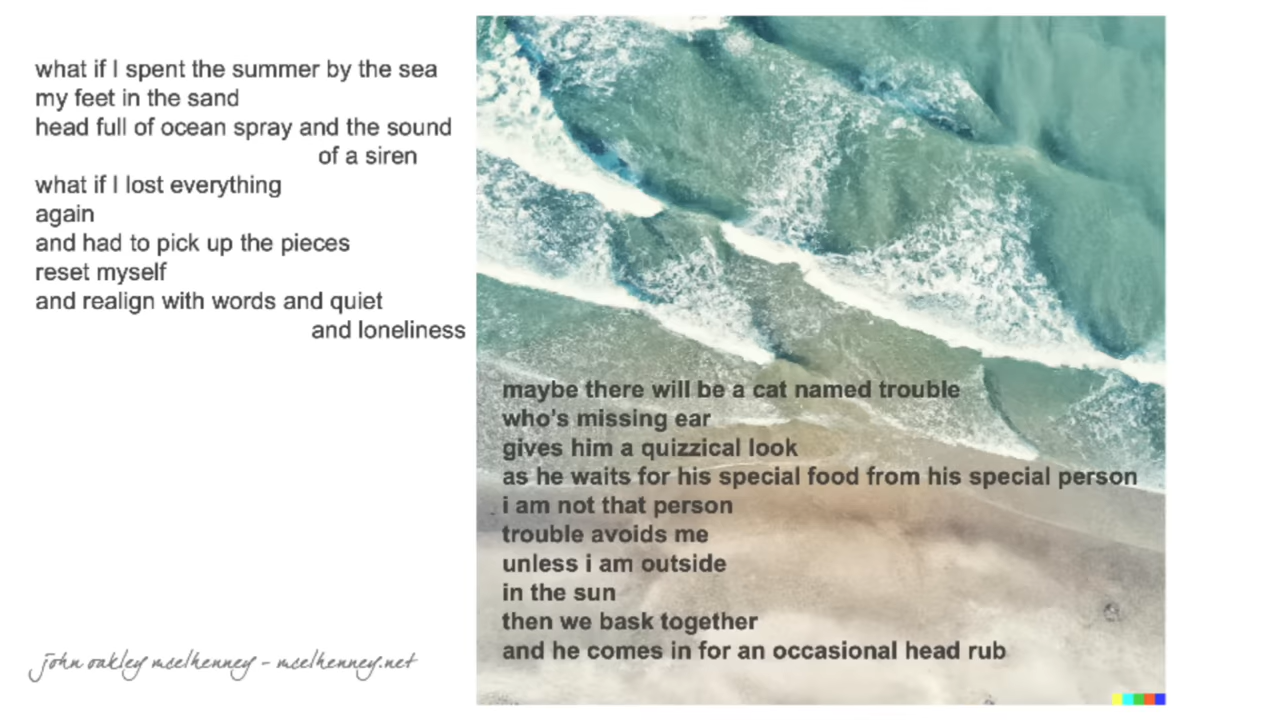 what if I spent the summer by the sea
my feet in the sand
head full of ocean spray and the sound
of a siren
what if I lost everything
again
and had to pick up the pieces
reset myself
and realign with words and quiet
and loneliness
maybe there will be a cat named trouble
who's missing ear
gives him a quizzical look
as he waits for his special food from his special person
i am not that person
trouble avoids me
unless i am outside
in the sun
then we bask together
and he comes in for an occasional head rub
john oakley mcelhenney - mcelhenney.net